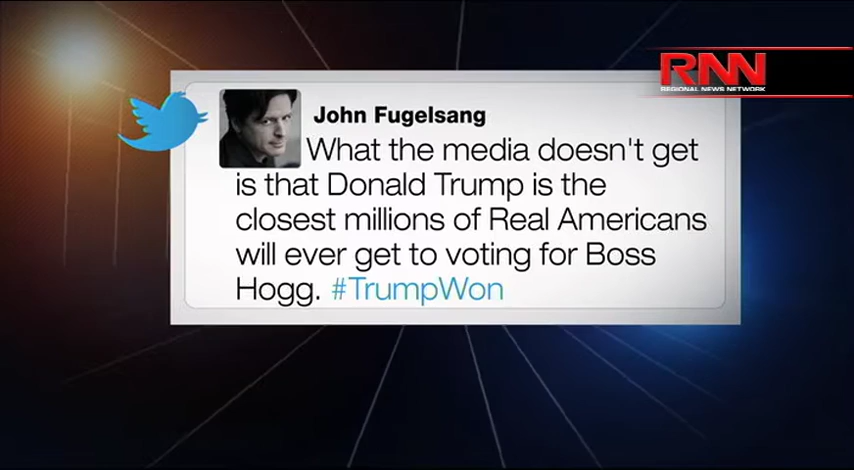 RNN
REGIONAL NEWS NETWORK
John Fugelsang
What the media doesn't get
is that Donald Trump is the
closest millions of Real Americans
will ever get to voting for Boss
Hogg. #TrumpWon